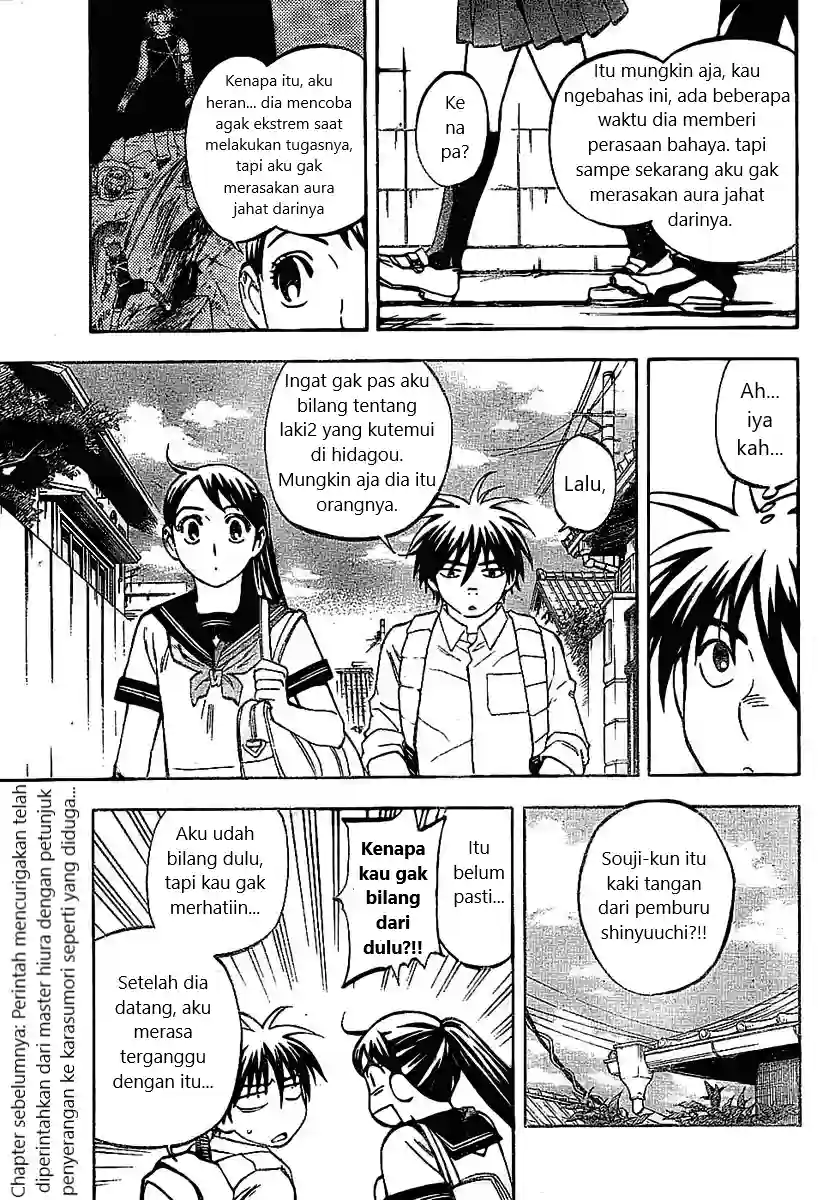 Itu mungkin aja, kau
ngebahas ini, ada beberapa
waktu dia memberi
perasaan bahaya. tapi
sampe sekarang aku gak
merasakan aura jahat
darinya.
Ke
na
pa?
Kenapa itu, aku
heran... dia mencoba
agak ekstrem saat
melakukan tugasnya,
tapi aku gak
merasakan aura
jahat darinya
Ah...
iya
kah...
Lalu,
Ingat gak pas aku
bilang tentang
laki2 yang kutemui
di hidagou.
Mungkin aja dia itu
orangnya.
Souji-kun itu
kaki tangan
dari pemburu
shinyuuchi?!!
Itu
belum
pasti...
Kenapa
kau gak
bilang
dari
dulu?!!
Aku udah
bilang dulu,
tapi kau gak
merhatiin...
Setelah dia
datang, aku
merasa
terganggu
dengan itu...
Chapter sebelumnya: Perintah mencurigakan telah
diperintahkan dari master hiura dengan petunjuk
penyerangan ke karasumori seperti yang diduga...